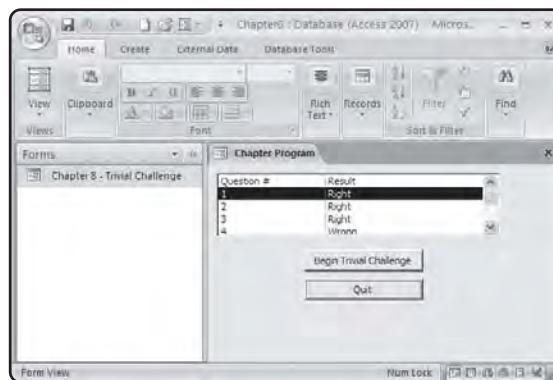 Chapter8 : Database (Access 2007) Micros...
Home Create External Data Database Tools
View Clipboard Rich Text Records Filter Find
B I U A
Views Font Sort & Filter
Forms
Chapter 8 - Trivial Challenge
Chapter Program
Question # Result
1 Right
2 Right
3 Right
4 Wrong
Begin Trivial Challenge
Quit
Form View Num Lock